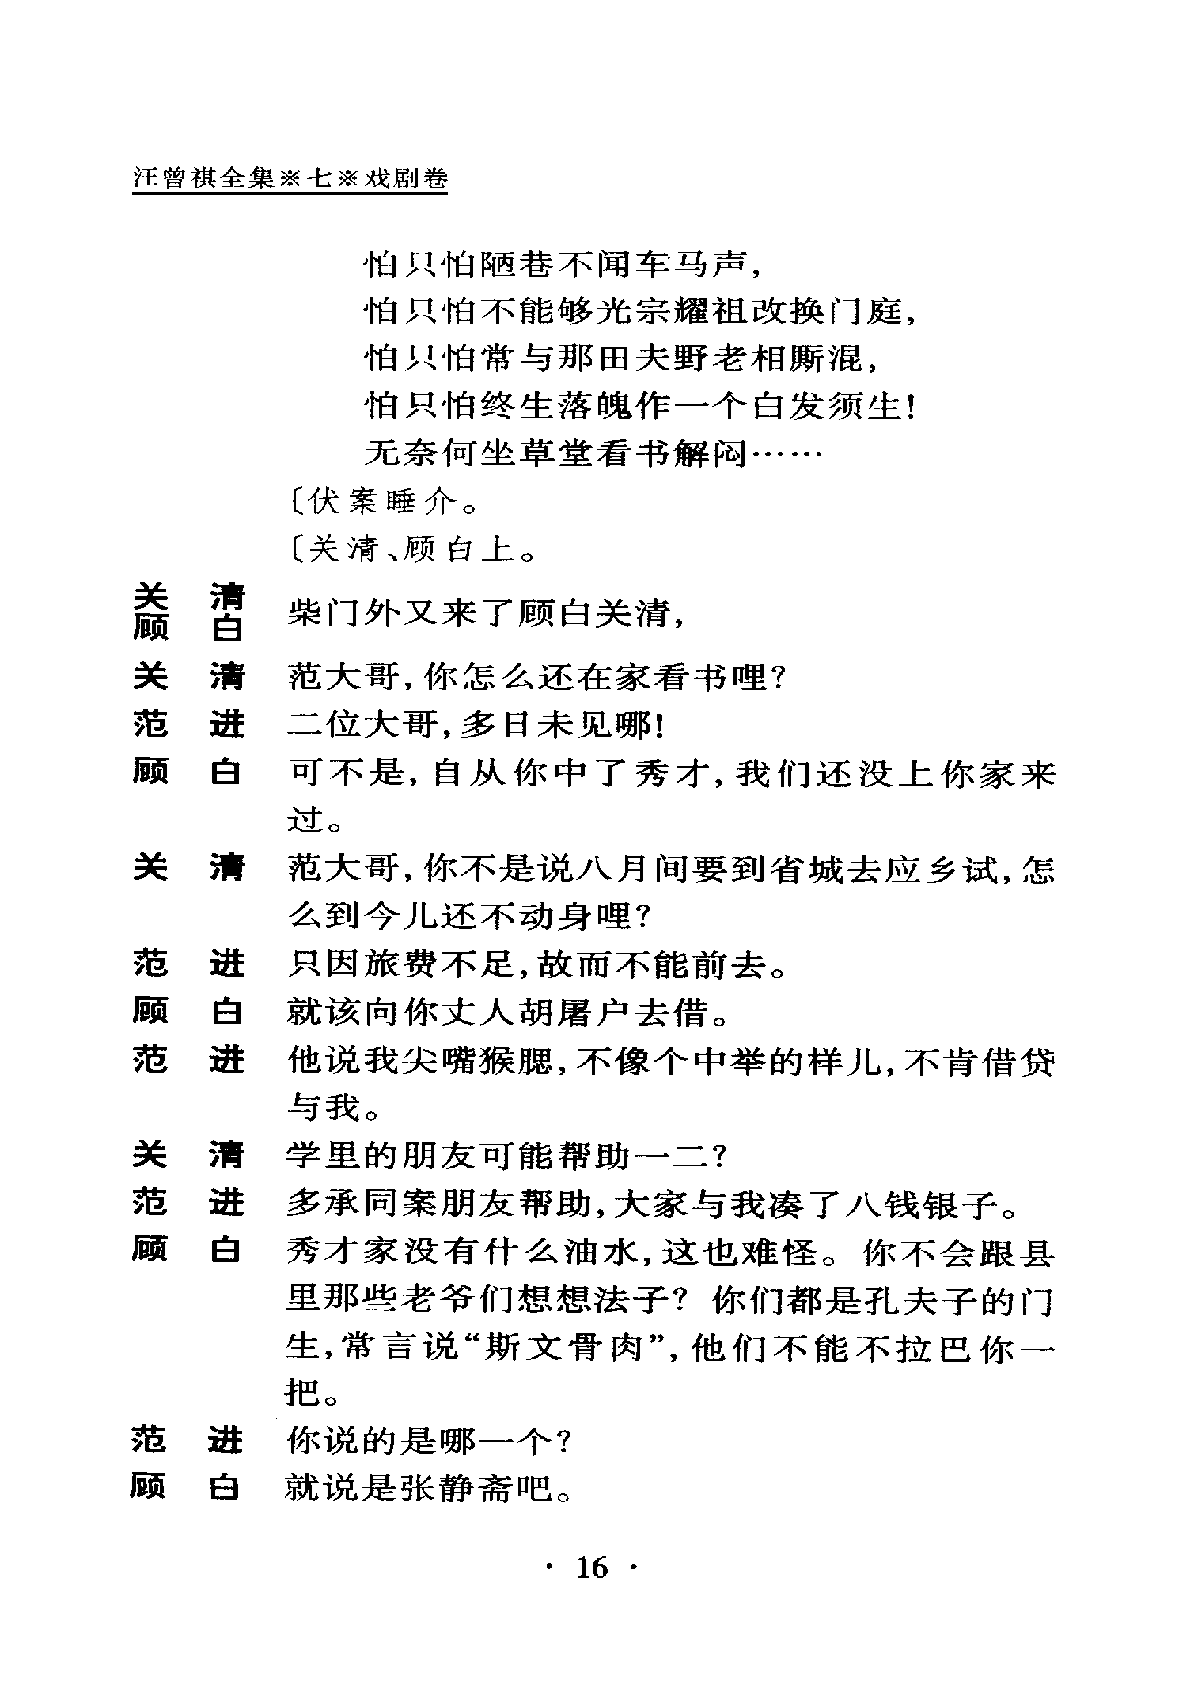 汪曾祺全集※七※戏剧卷
怕只怕陋巷不闻车马声，
怕只怕不能够光宗耀祖改换门庭，
怕只怕常与那田夫野老相厮混，
怕只怕终生落魄作一个白发须生！
无奈何坐草堂看书解闷……
〔伏案睡介。
〔关清、顾白上。
关　清
顾　白　柴门外又来了顾白关清，
关　清　范大哥，你怎么还在家看书哩？
范　进　二位大哥，多日未见哪！
顾　白　可不是，自从你中了秀才，我们还没上你家来
过。
关　清　范大哥，你不是说八月间要到省城去应乡试，怎
么到今儿还不动身哩？
范　进　只因旅费不足，故而不能前去。
顾　白　就该向你丈人胡屠户去借。
范　进　他说我尖嘴猴腮，不像个中举的样儿，不肯借贷
与我。
关　清　学里的朋友可能帮助一二？
范　进　多承同案朋友帮助，大家与我凑了八钱银子。
顾　白　秀才家没有什么油水，这也难怪。你不会跟县
里那些老爷们想想法子？你们都是孔夫子的门
生，常言说“斯文骨肉”，他们不能不拉巴你一
把。
范　进　你说的是哪一个？
顾　白　就说是张静斋吧。
· 16 ·